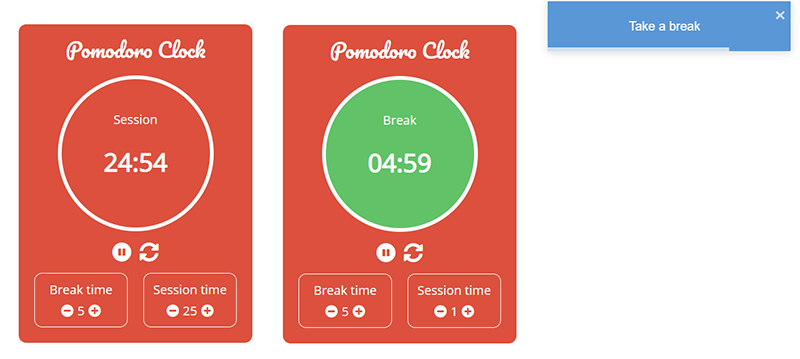 Pomodoro Clock
Session
24:54
Break time
5
Session time
25
Pomodoro Clock
Break
04:59
Break time
5
Session time
1
Take a break